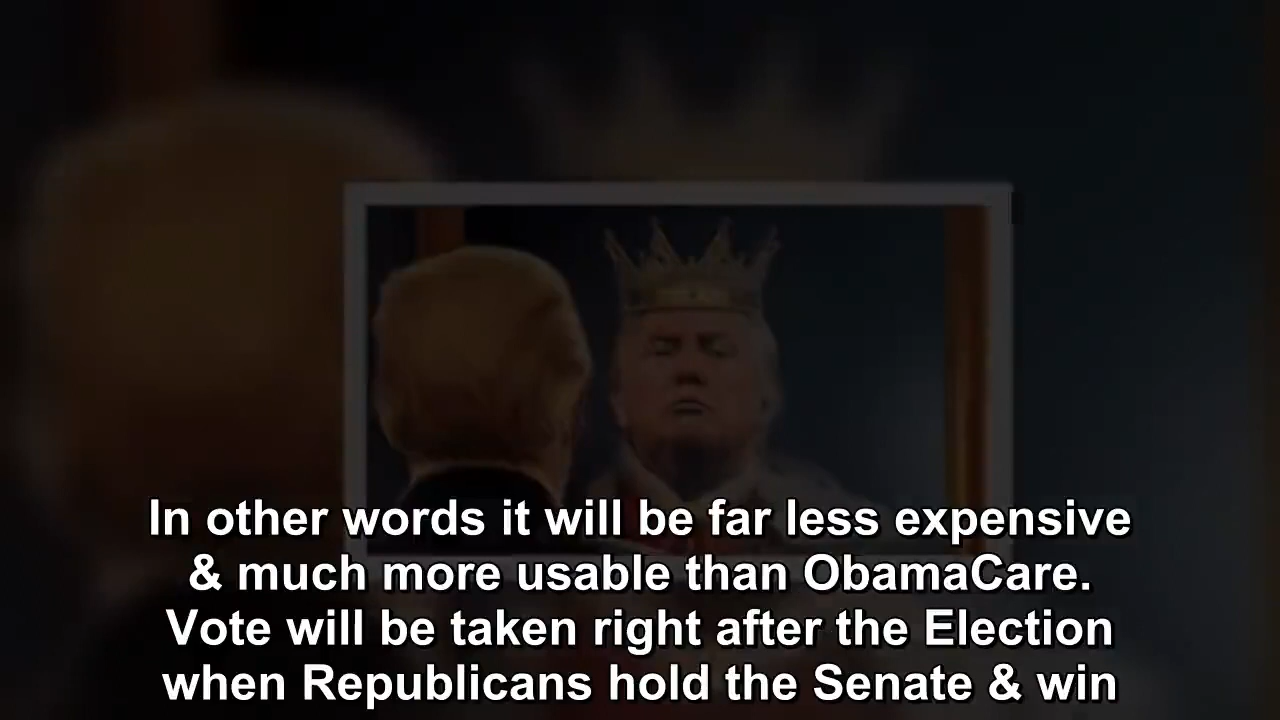 In other words it will be far less expensive
& much more usable than ObamaCare.
Vote will be taken right after the Election
when Republicans hold the Senate & win